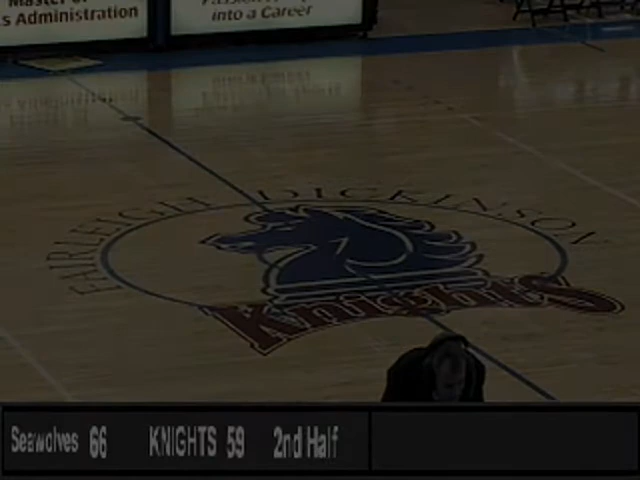 Master of
s Administration
into a Career
FAIRLEIGH DICKINSON
Knights
Seawolves 66 KNIGHTS 59 2nd Half